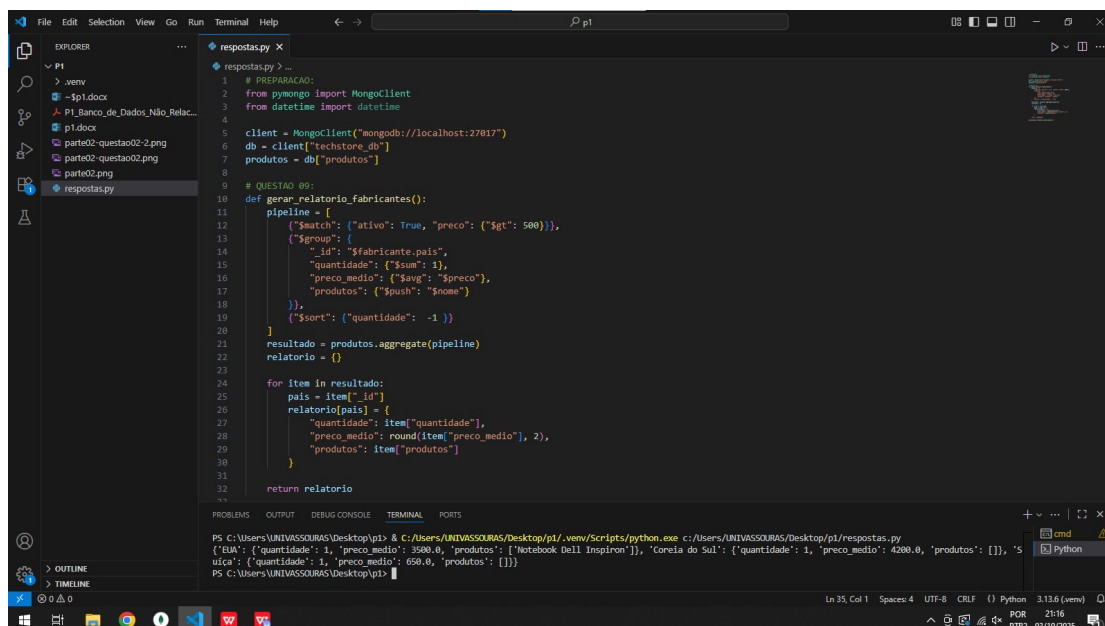 File Edit Selection View Go Run Terminal Help
p1
EXPLORER
respostas.py
P1
.venv
~$p1.docx
P1_Banco_de_Dados_Não_Relac...
p1.docx
parte02-questao02-2.png
parte02-questao02.png
parte02.png
respostas.py
respostas.py > ...
1 # PREPARACAO:
2 from pymongo import MongoClient
3 from datetime import datetime
4
5 client = MongoClient("mongodb://localhost:27017")
6 db = client["techstore_db"]
7 produtos = db["produtos"]
8
9 # QUESTAO 09:
10 def gerar_relatorio_fabricantes():
11 pipeline = [
12 {"$match": {"ativo": True, "preco": {"$gt": 500}}},
13 {"$group": {
14 "_id": "$fabricante.pais",
15 "quantidade": {"$sum": 1},
16 "preco_medio": {"$avg": "$preco"},
17 "produtos": {"$push": "$nome"}
18 }},
19 {"$sort": {"quantidade": -1 }}
20 ]
21 resultado = produtos.aggregate(pipeline)
22 relatorio = {}
23
24 for item in resultado:
25 pais = item["_id"]
26 relatorio[pais] = {
27 "quantidade": item["quantidade"],
28 "preco_medio": round(item["preco_medio"], 2),
29 "produtos": item["produtos"]
30 }
31
32 return relatorio
PROBLEMS OUTPUT DEBUG CONSOLE TERMINAL PORTS
PS C:\Users\UNIVASSOURAS\Desktop\p1> & C:/Users/UNIVASSOURAS/Desktop/p1/.venv/Scripts/python.exe c:/Users/UNIVASSOURAS/Desktop/p1/respostas.py
{'EUA': {'quantidade': 1, 'preco_medio': 3500.0, 'produtos': ['Notebook Dell Inspiron']}, 'Coreia do Sul': {'quantidade': 1, 'preco_medio': 4200.0, 'produtos': []}, 'S
uíça': {'quantidade': 1, 'preco_medio': 650.0, 'produtos': []}}
PS C:\Users\UNIVASSOURAS\Desktop\p1>
cmd
Python
OUTLINE
TIMELINE
0 0 Ln 35, Col 1 Spaces: 4 UTF-8 CRLF {} Python 3.13.6 (.venv)
POR 21:16
PTB2 03/10/2025